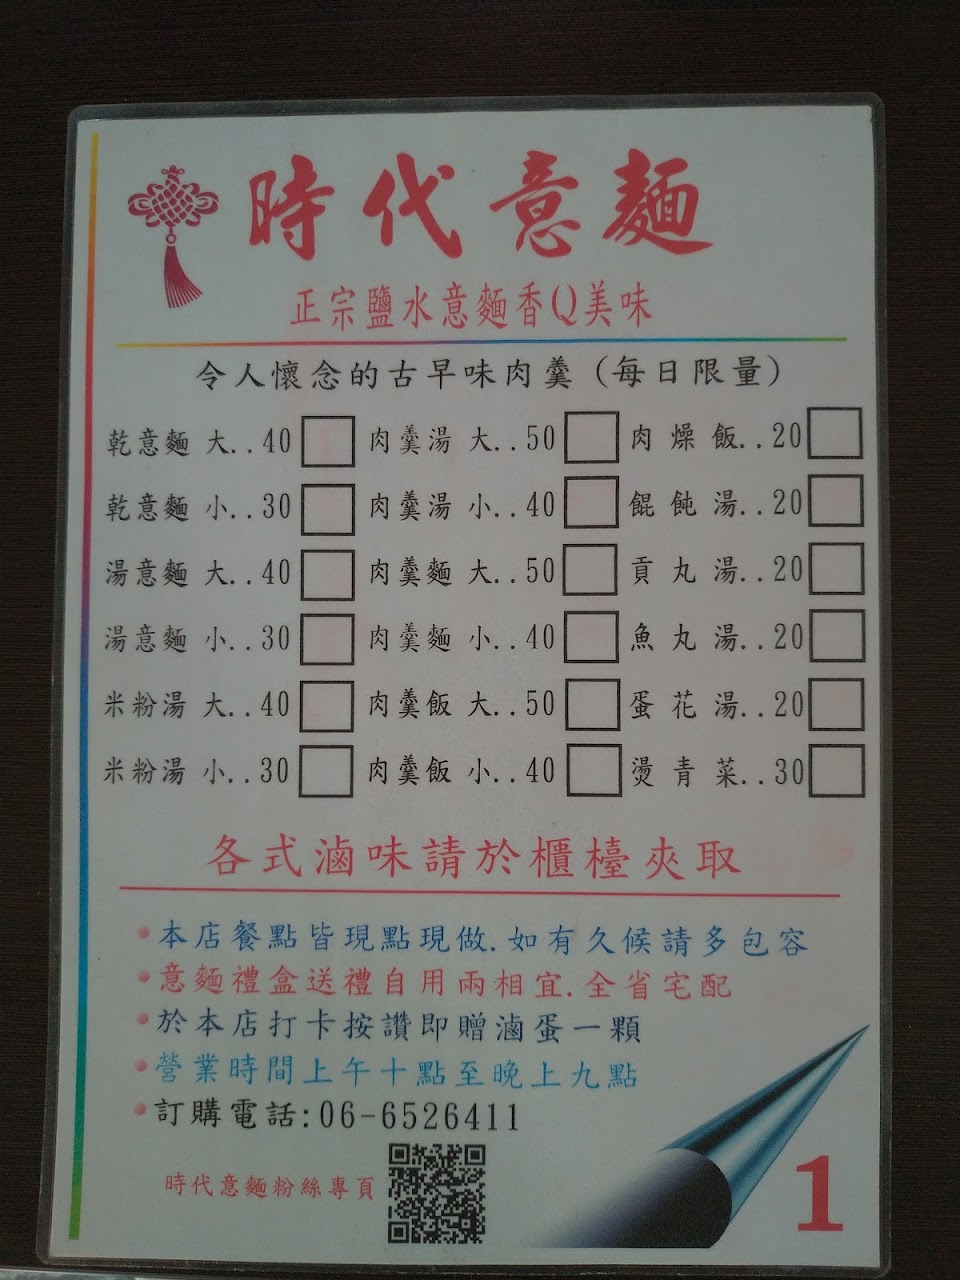 時代意麵
正宗鹽水意麵香Q美味
令人懷念的古早味肉羹(每日限量)
乾意麵 大..40 肉羹湯 大..50 肉燥飯..20
乾意麵 小..30 肉羹湯 小..40 餛飩湯..20
湯意麵 大..40 肉羹麵 大..50 貢丸湯..20
湯意麵 小..30 肉羹麵 小..40 魚丸湯..20
米粉湯 大..40 肉羹飯 大..50 蛋花湯..20
米粉湯 小..30 肉羹飯 小..40 燙青菜..30
各式滷味請於櫃檯夾取
本店餐點皆現點現做.如有久候請多包容
意麵禮盒送禮自用兩相宜.全省宅配
於本店打卡按讚即贈滷蛋一顆
營業時間上午十點至晚上九點
訂購電話:06-6526411
時代意麵粉絲專頁
1